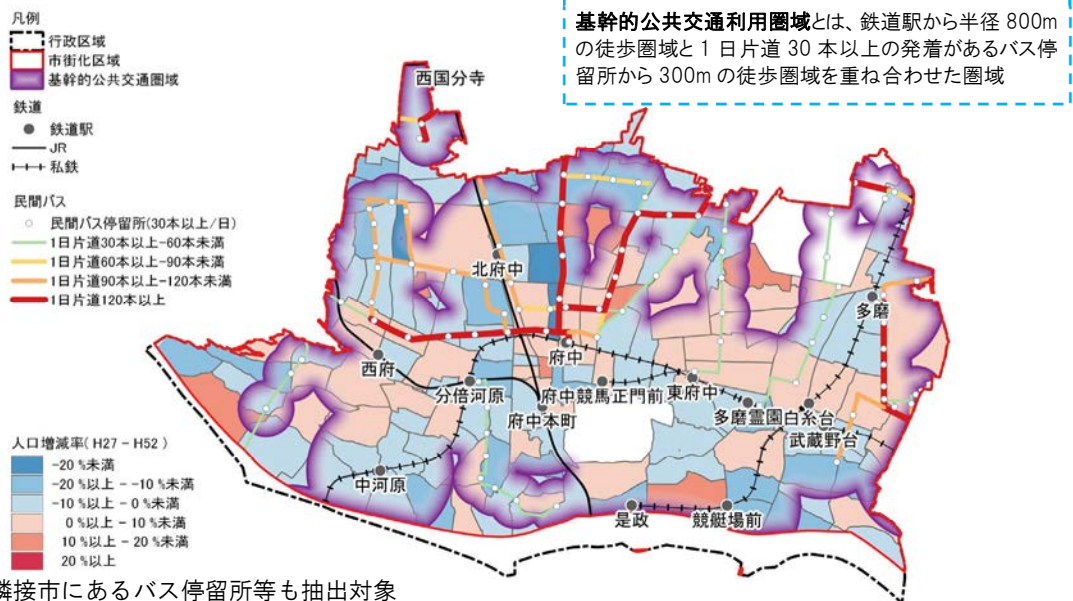 凡例
行政区域
市街化区域
基幹的公共交通圏域
鉄道
鉄道駅
JR
私鉄
民間バス
民間バス停留所(30本以上/日)
1日片道30本以上-60本未満
1日片道60本以上-90本未満
1日片道90本以上-120本未満
1日片道120本以上
基幹的公共交通利用圏域とは、鉄道駅から半径 800m
の徒歩圏域と 1 日片道 30 本以上の発着があるバス停
留所から 300m の徒歩圏域を重ね合わせた圏域
西国分寺
北府中
多磨
西府
府中
分倍河原
府中競馬正門前
東府中
府中本町
多磨霊園
白糸台
武蔵野台
中河原
是政
競艇場前
人口増減率(H27-H52)
-20 %未満
-20 %以上 - -10 %未満
-10 %以上 - 0 %未満
0 %以上 - 10 %未満
10 %以上 - 20 %未満
20 %以上
隣接市にあるバス停留所等も抽出対象